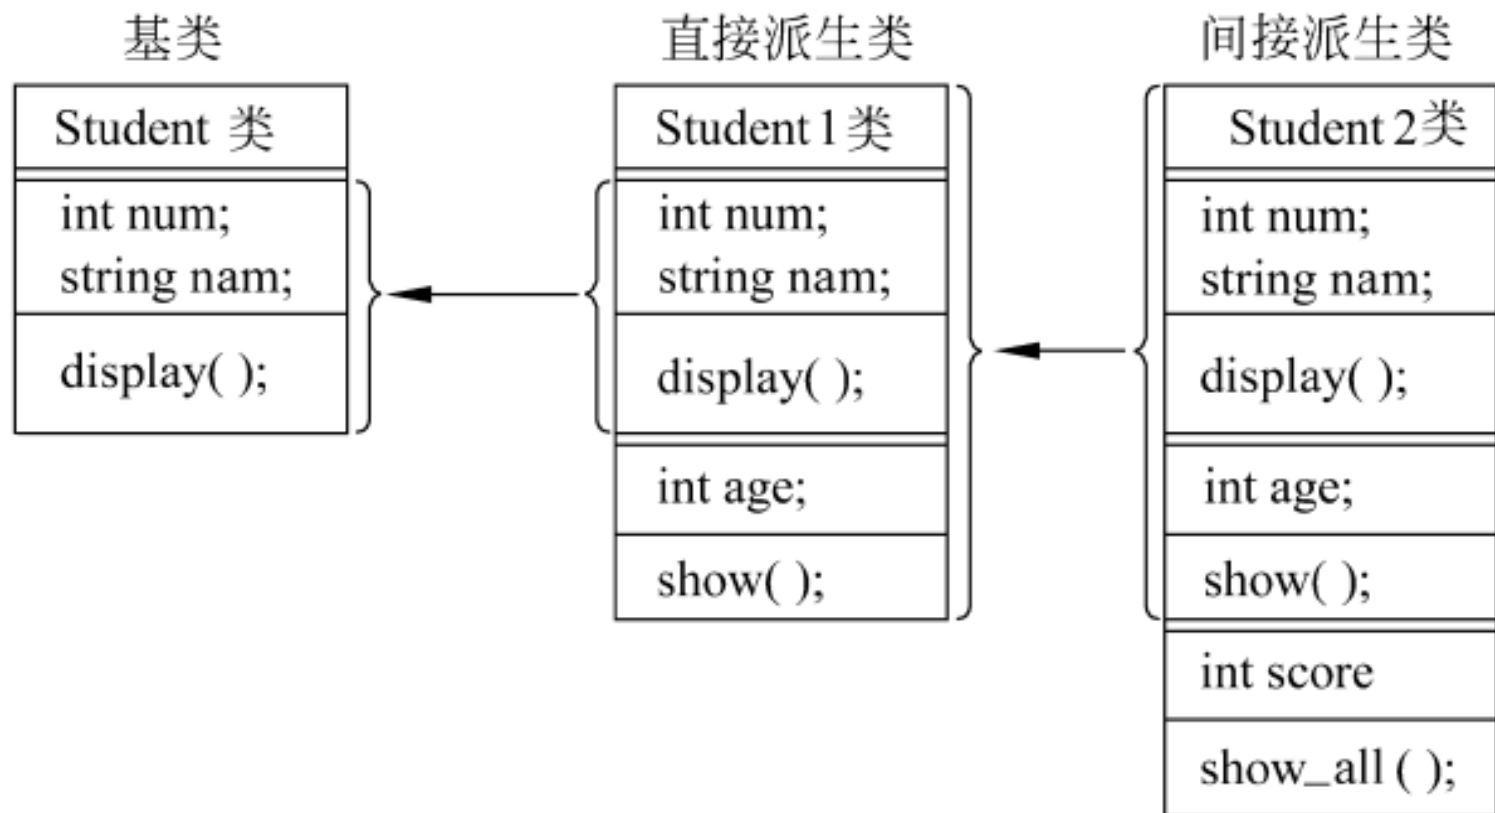 基类
Student 类
int num;
string nam;
display( );
直接派生类
Student 1类
int num;
string nam;
display( );
int age;
show( );
间接派生类
Student 2类
int num;
string nam;
display( );
int age;
show( );
int score
show_all ( );